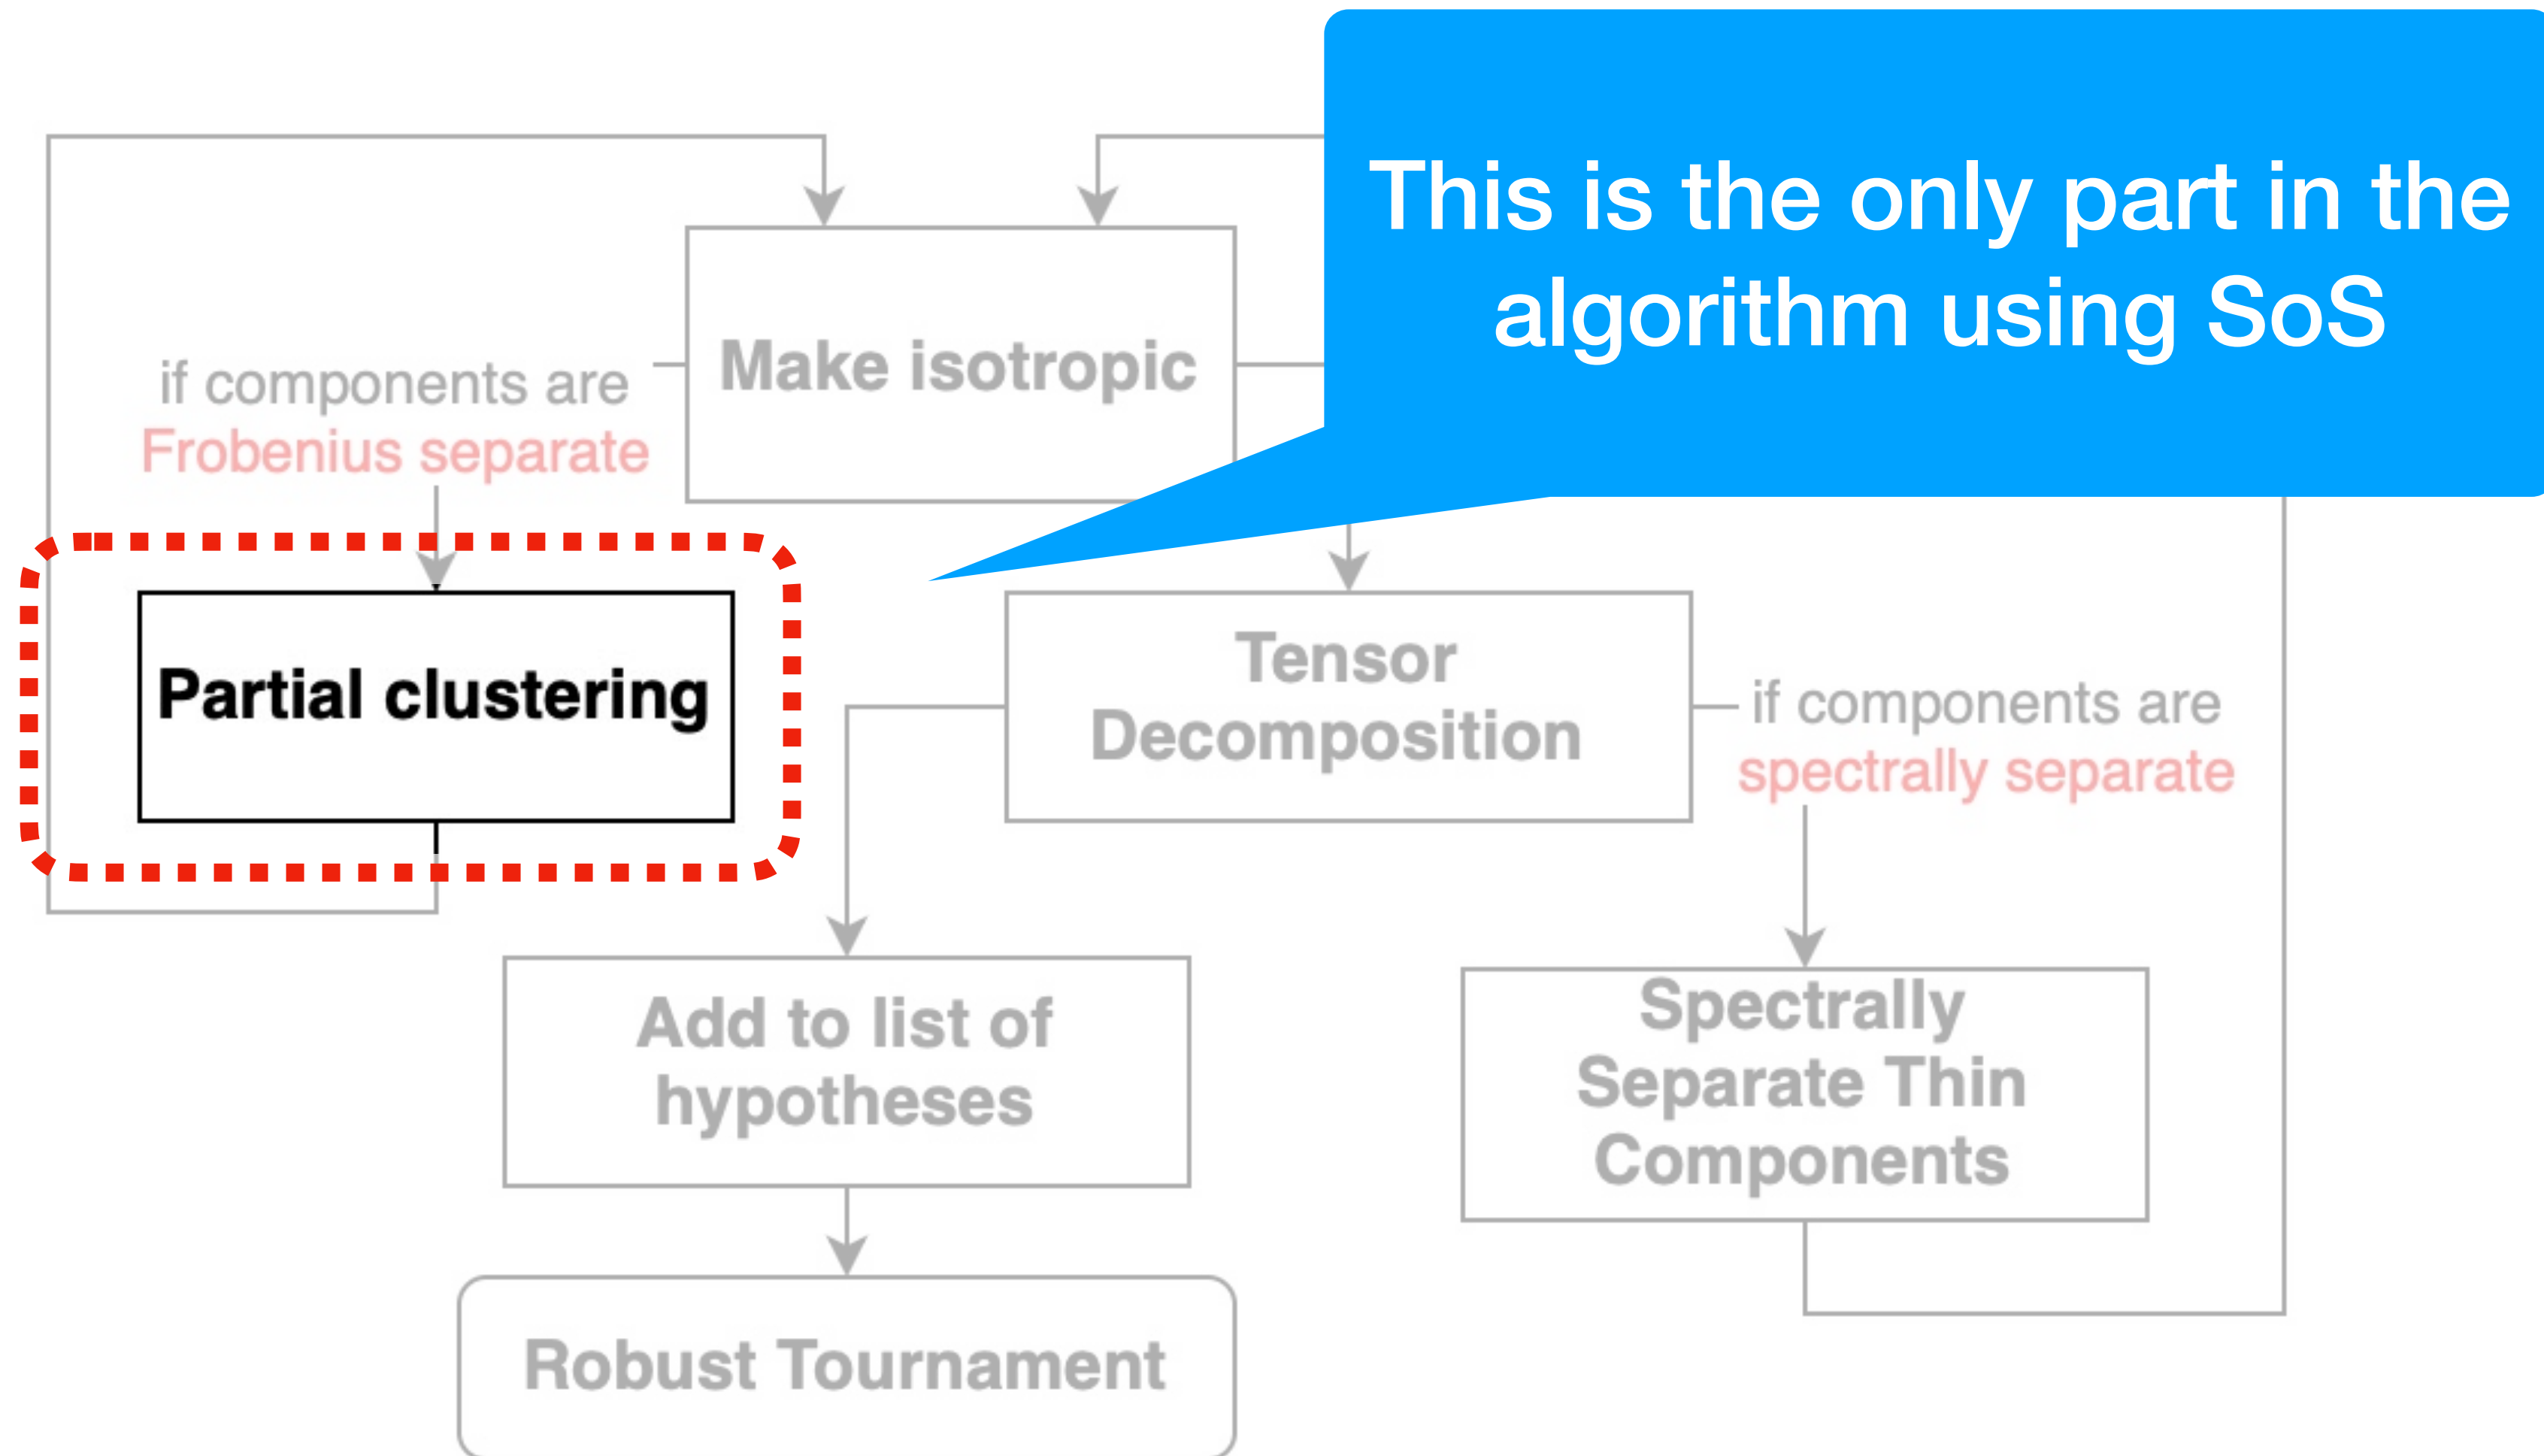 This is the only part in the
algorithm using SoS
Make isotropic
if components are
Frobenius separate
Partial clustering
Tensor
Decomposition
if components are
spectrally separate
Add to list of
hypotheses
Spectrally
Separate Thin
Components
Robust Tournament